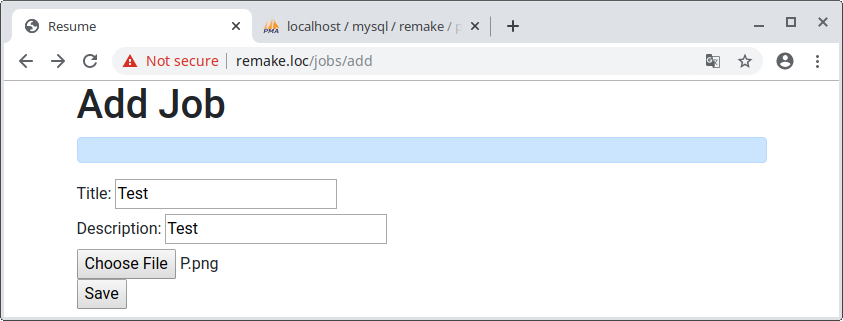 Resume
PMA localhost / mysql / remake / p
Not secure remake.loc/jobs/add
Add Job
Title: Test
Description: Test
Choose File P.png
Save